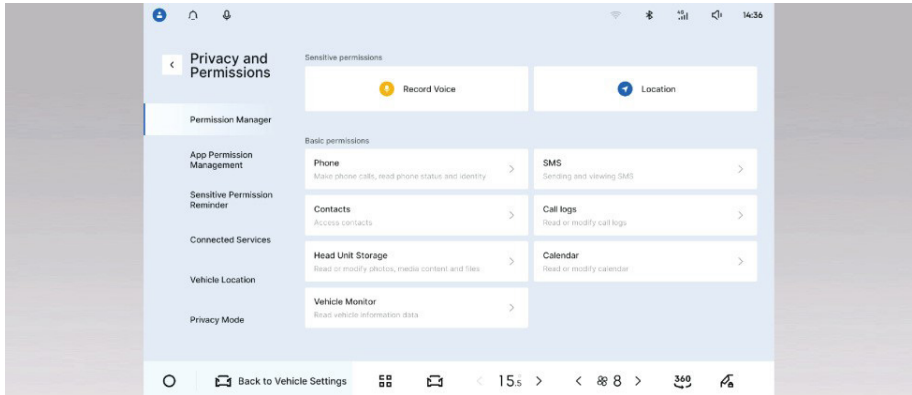 14:36
Privacy and
Permissions
Permission Manager
App Permission
Management
Sensitive Permission
Reminder
Connected Services
Vehicle Location
Privacy Mode
Sensitive permissions
Record Voice
Location
Basic permissions
Phone
Make phone calls, read phone status and identity
SMS
Sending and viewing SMS
Contacts
Access contacts
Call logs
Read or modify call logs
Head Unit Storage
Read or modify photos, media content and files
Calendar
Read or modify calendar
Vehicle Monitor
Read vehicle information data
Back to Vehicle Settings
15.5
8
360